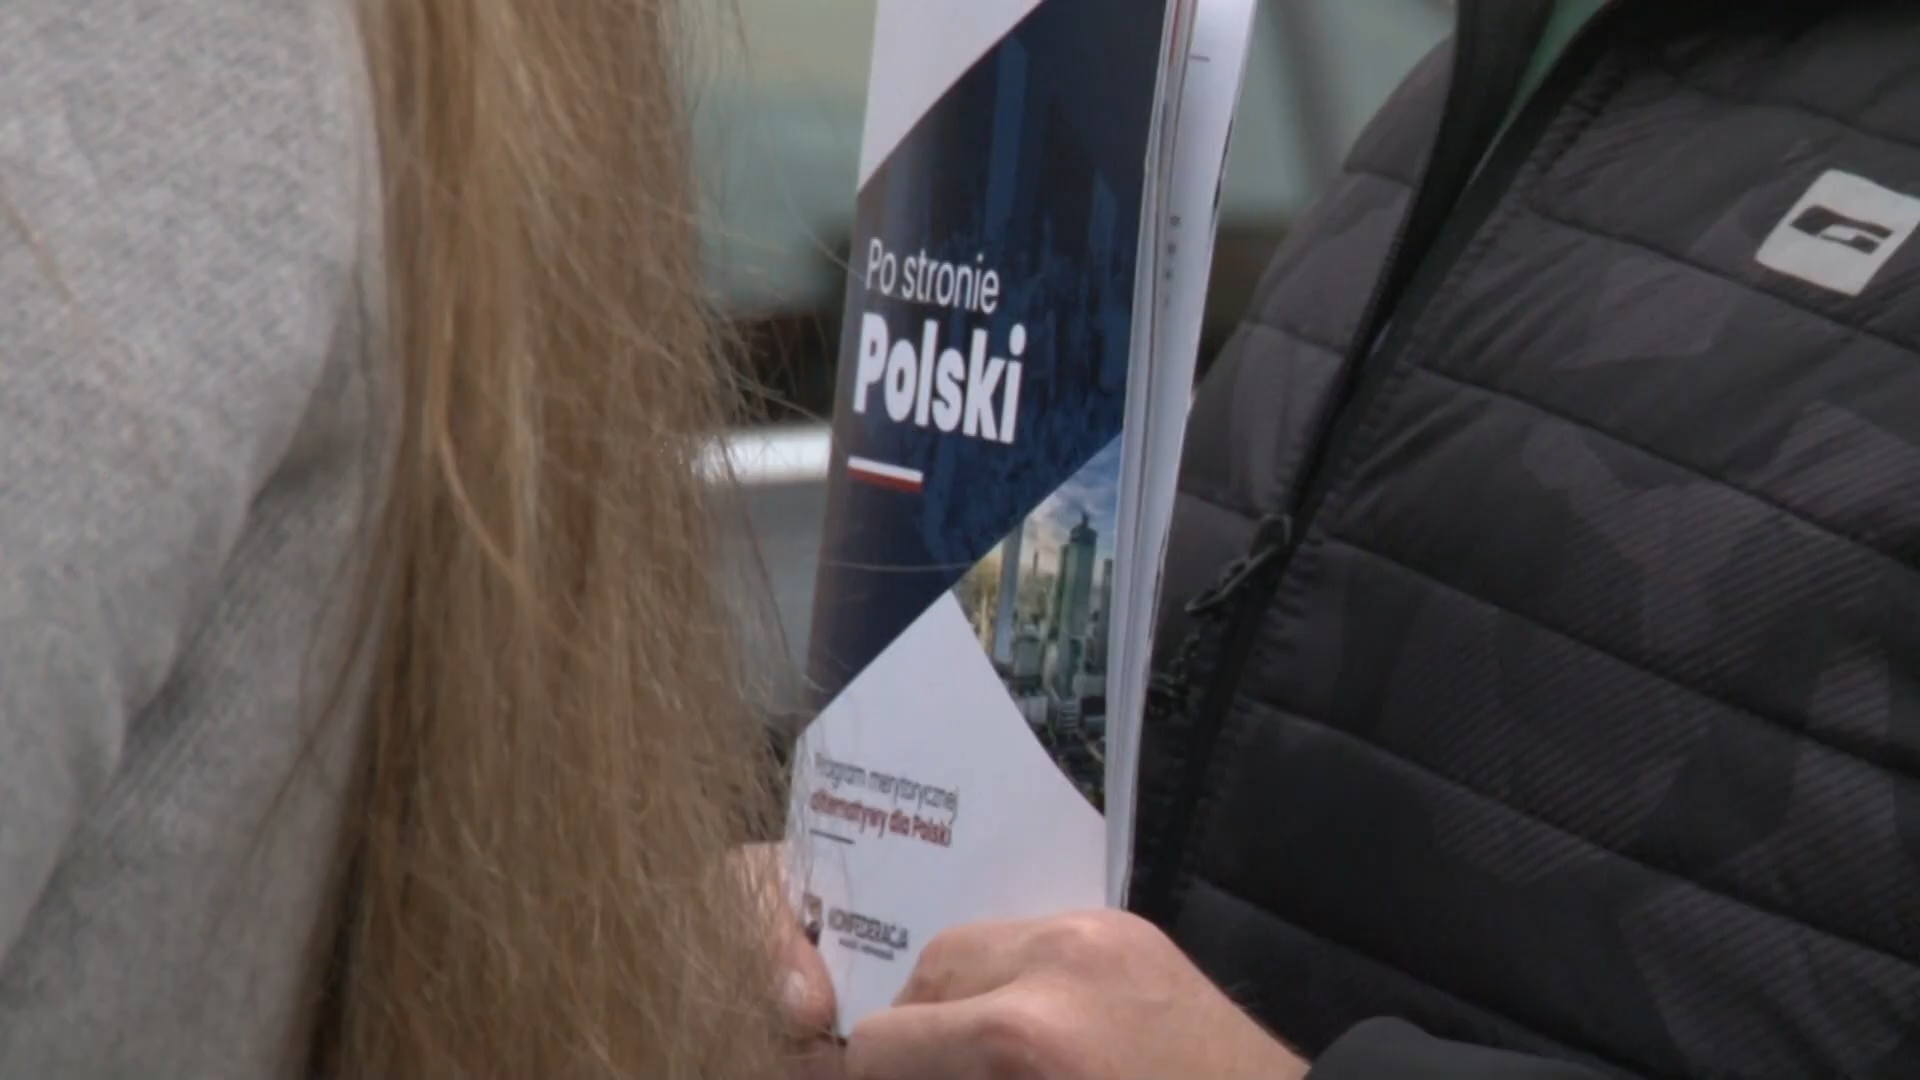 Po stronie
Polski
Program merytorycznej
alternatywy dla Polski
KONFEDERACJA